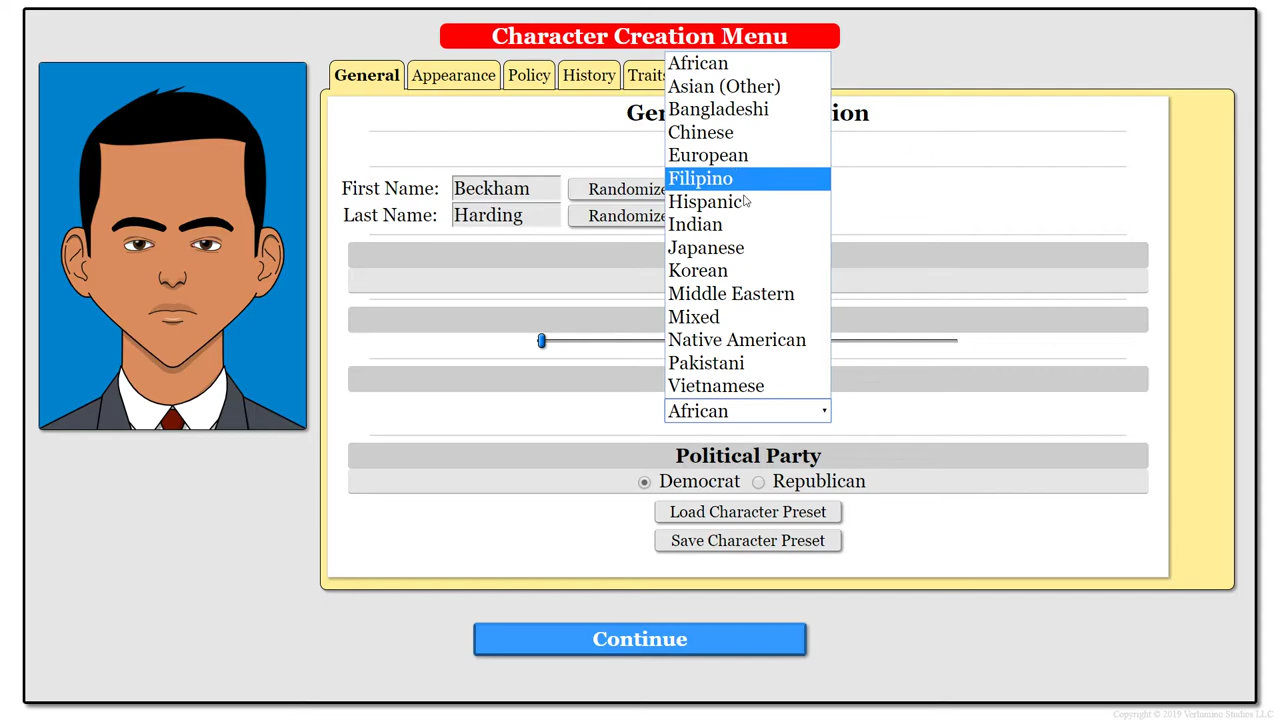 Character Creation Menu
General
Appearance
Policy
History
Traits
African
Asian (Other)
Bangladeshi
Chinese
European
Filipino
Hispanic
Indian
Japanese
Korean
Middle Eastern
Mixed
Native American
Pakistani
Vietnamese
African
First Name: Beckham Randomize
Last Name: Harding Randomize
Political Party
Democrat Republican
Load Character Preset
Save Character Preset
Continue
Copyright © 2019 Verlumino Studios LLC